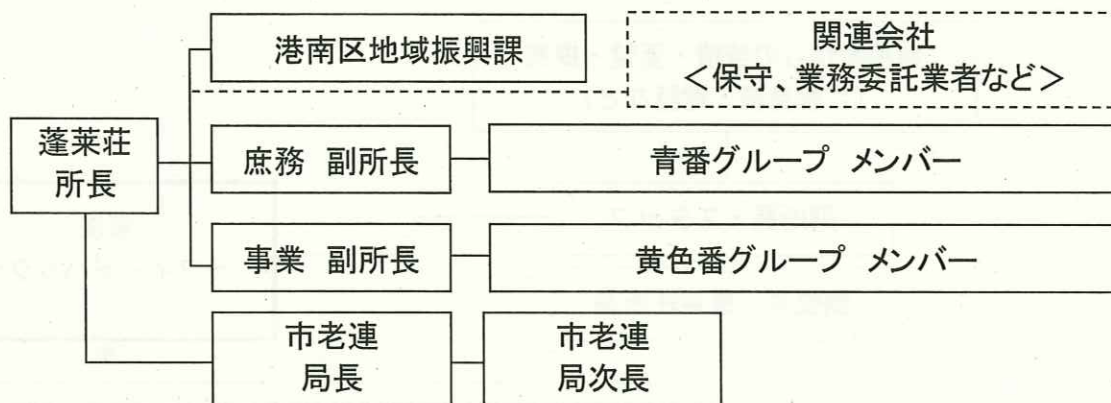 港南区地域振興課
関連会社
＜保守、業務委託業者など＞
蓬莱荘
所長
庶務 副所長
青番グループ メンバー
事業 副所長
黄色番グループ メンバー
市老連
局長
市老連
局次長